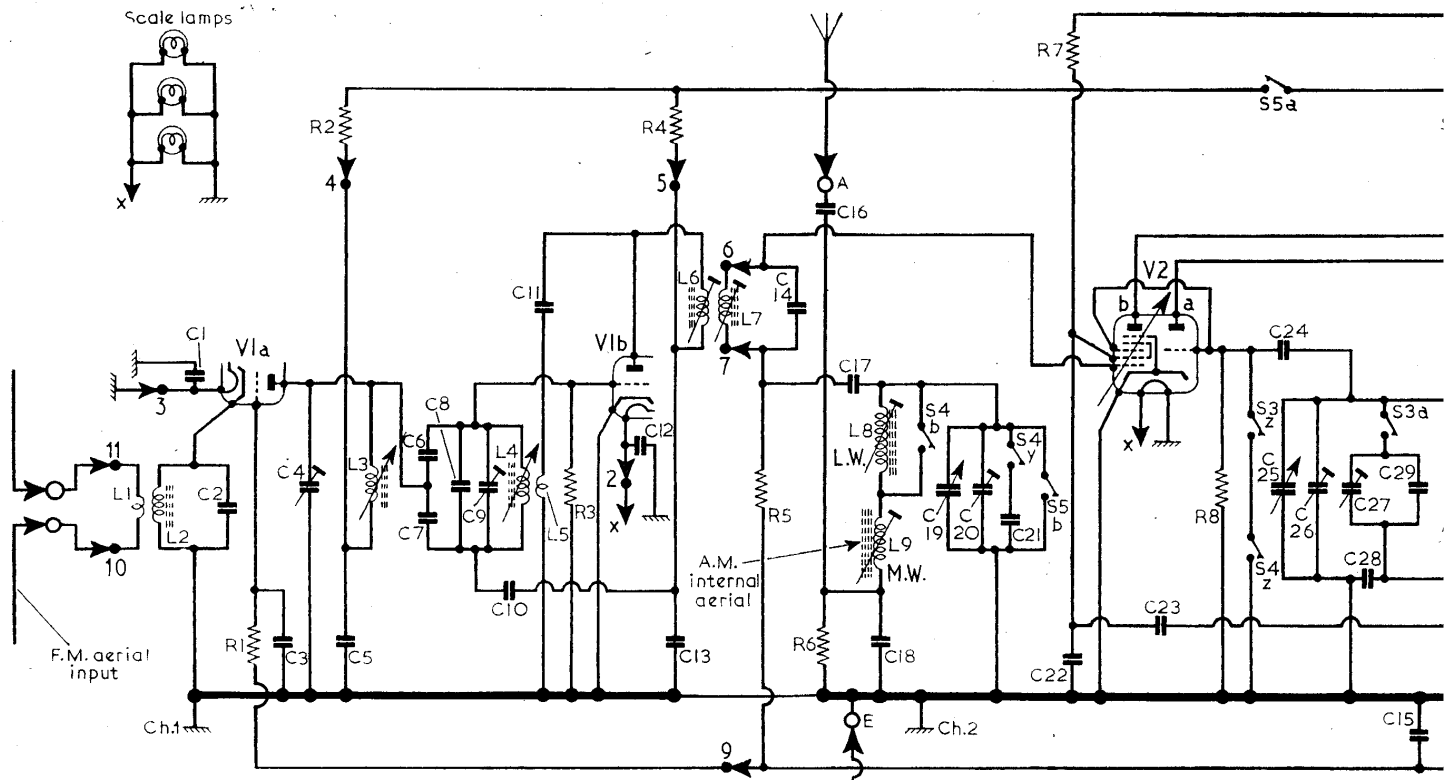 Scale lamps
x
R2
4
R4
5
A
C16
R7
S5a
C1
V1a
3
11
10
L1
L2
C2
F.M. aerial
input
R1
C3
C4
L3
C5
C6
C7
C8
C9
L4
C10
C11
L5
R3
V1b
C12
2
x
C13
L6
6
L7
7
C
14
C17
R5
L8
L.W.
S4
b
L9
M.W.
A.M.
internal
aerial
R6
C18
C
19
C
20
S4
y
C21
S5
b
V2
b
a
x
C22
C23
R8
S3
z
S4
z
C24
C
25
C
26
S3a
C27
C29
C28
C15
Ch.1
E
Ch.2
9